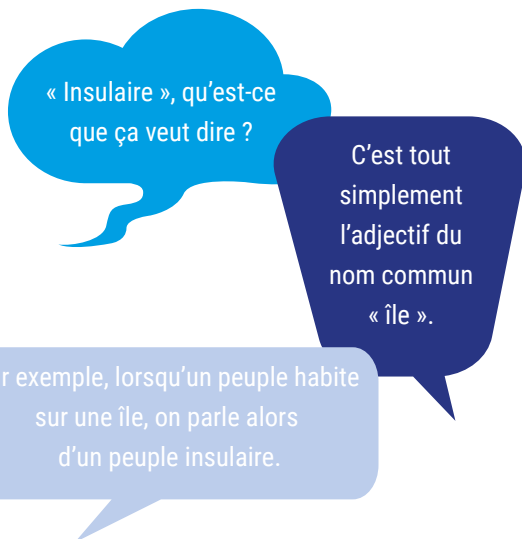 « Insulaire », qu’est-ce
que ça veut dire ?
C’est tout
simplement
l’adjectif du
nom commun
« île ».
r exemple, lorsqu’un peuple habite
sur une île, on parle alors
d’un peuple insulaire.